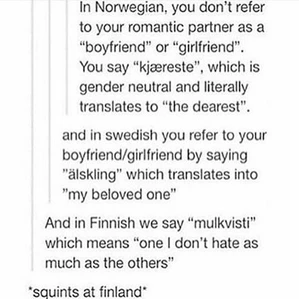 In Norwegian, you don't refer
to your romantic partner as a
“boyfriend” or “girlfriend”.
You say “kjæreste”, which is
gender neutral and literally
translates to “the dearest”.
and in swedish you refer to your
boyfriend/girlfriend by saying
"älskling" which translates into
"my beloved one"
And in Finnish we say “mulkvisti”
which means “one I don’t hate as
much as the others”
*squints at finland*